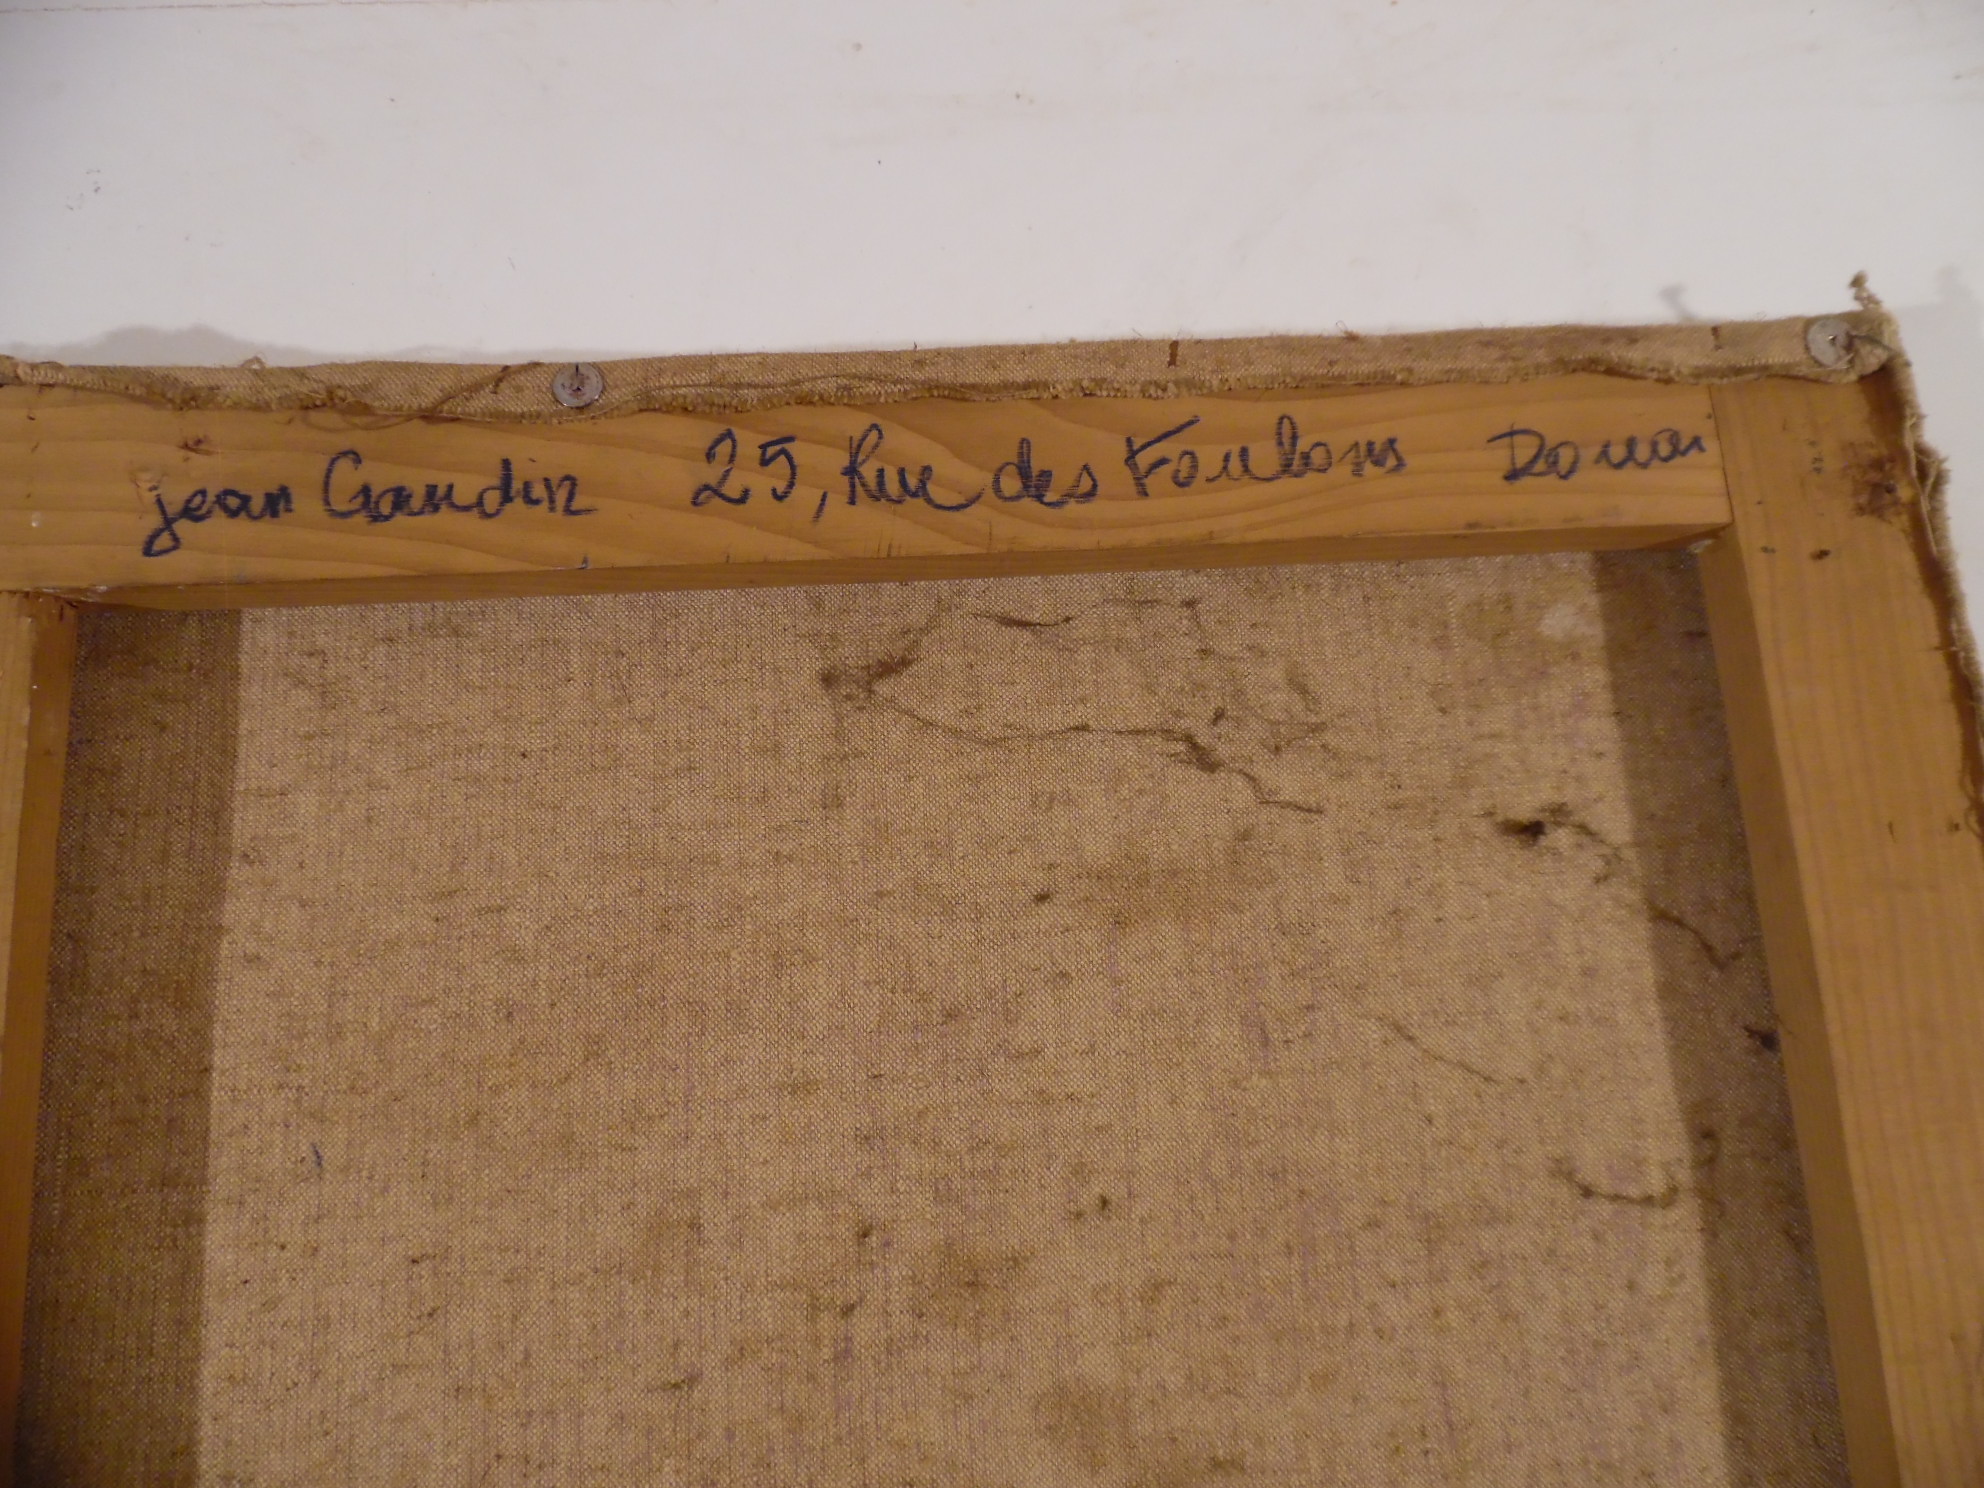 jean Gaudin 25, Rue des Foulons Douai